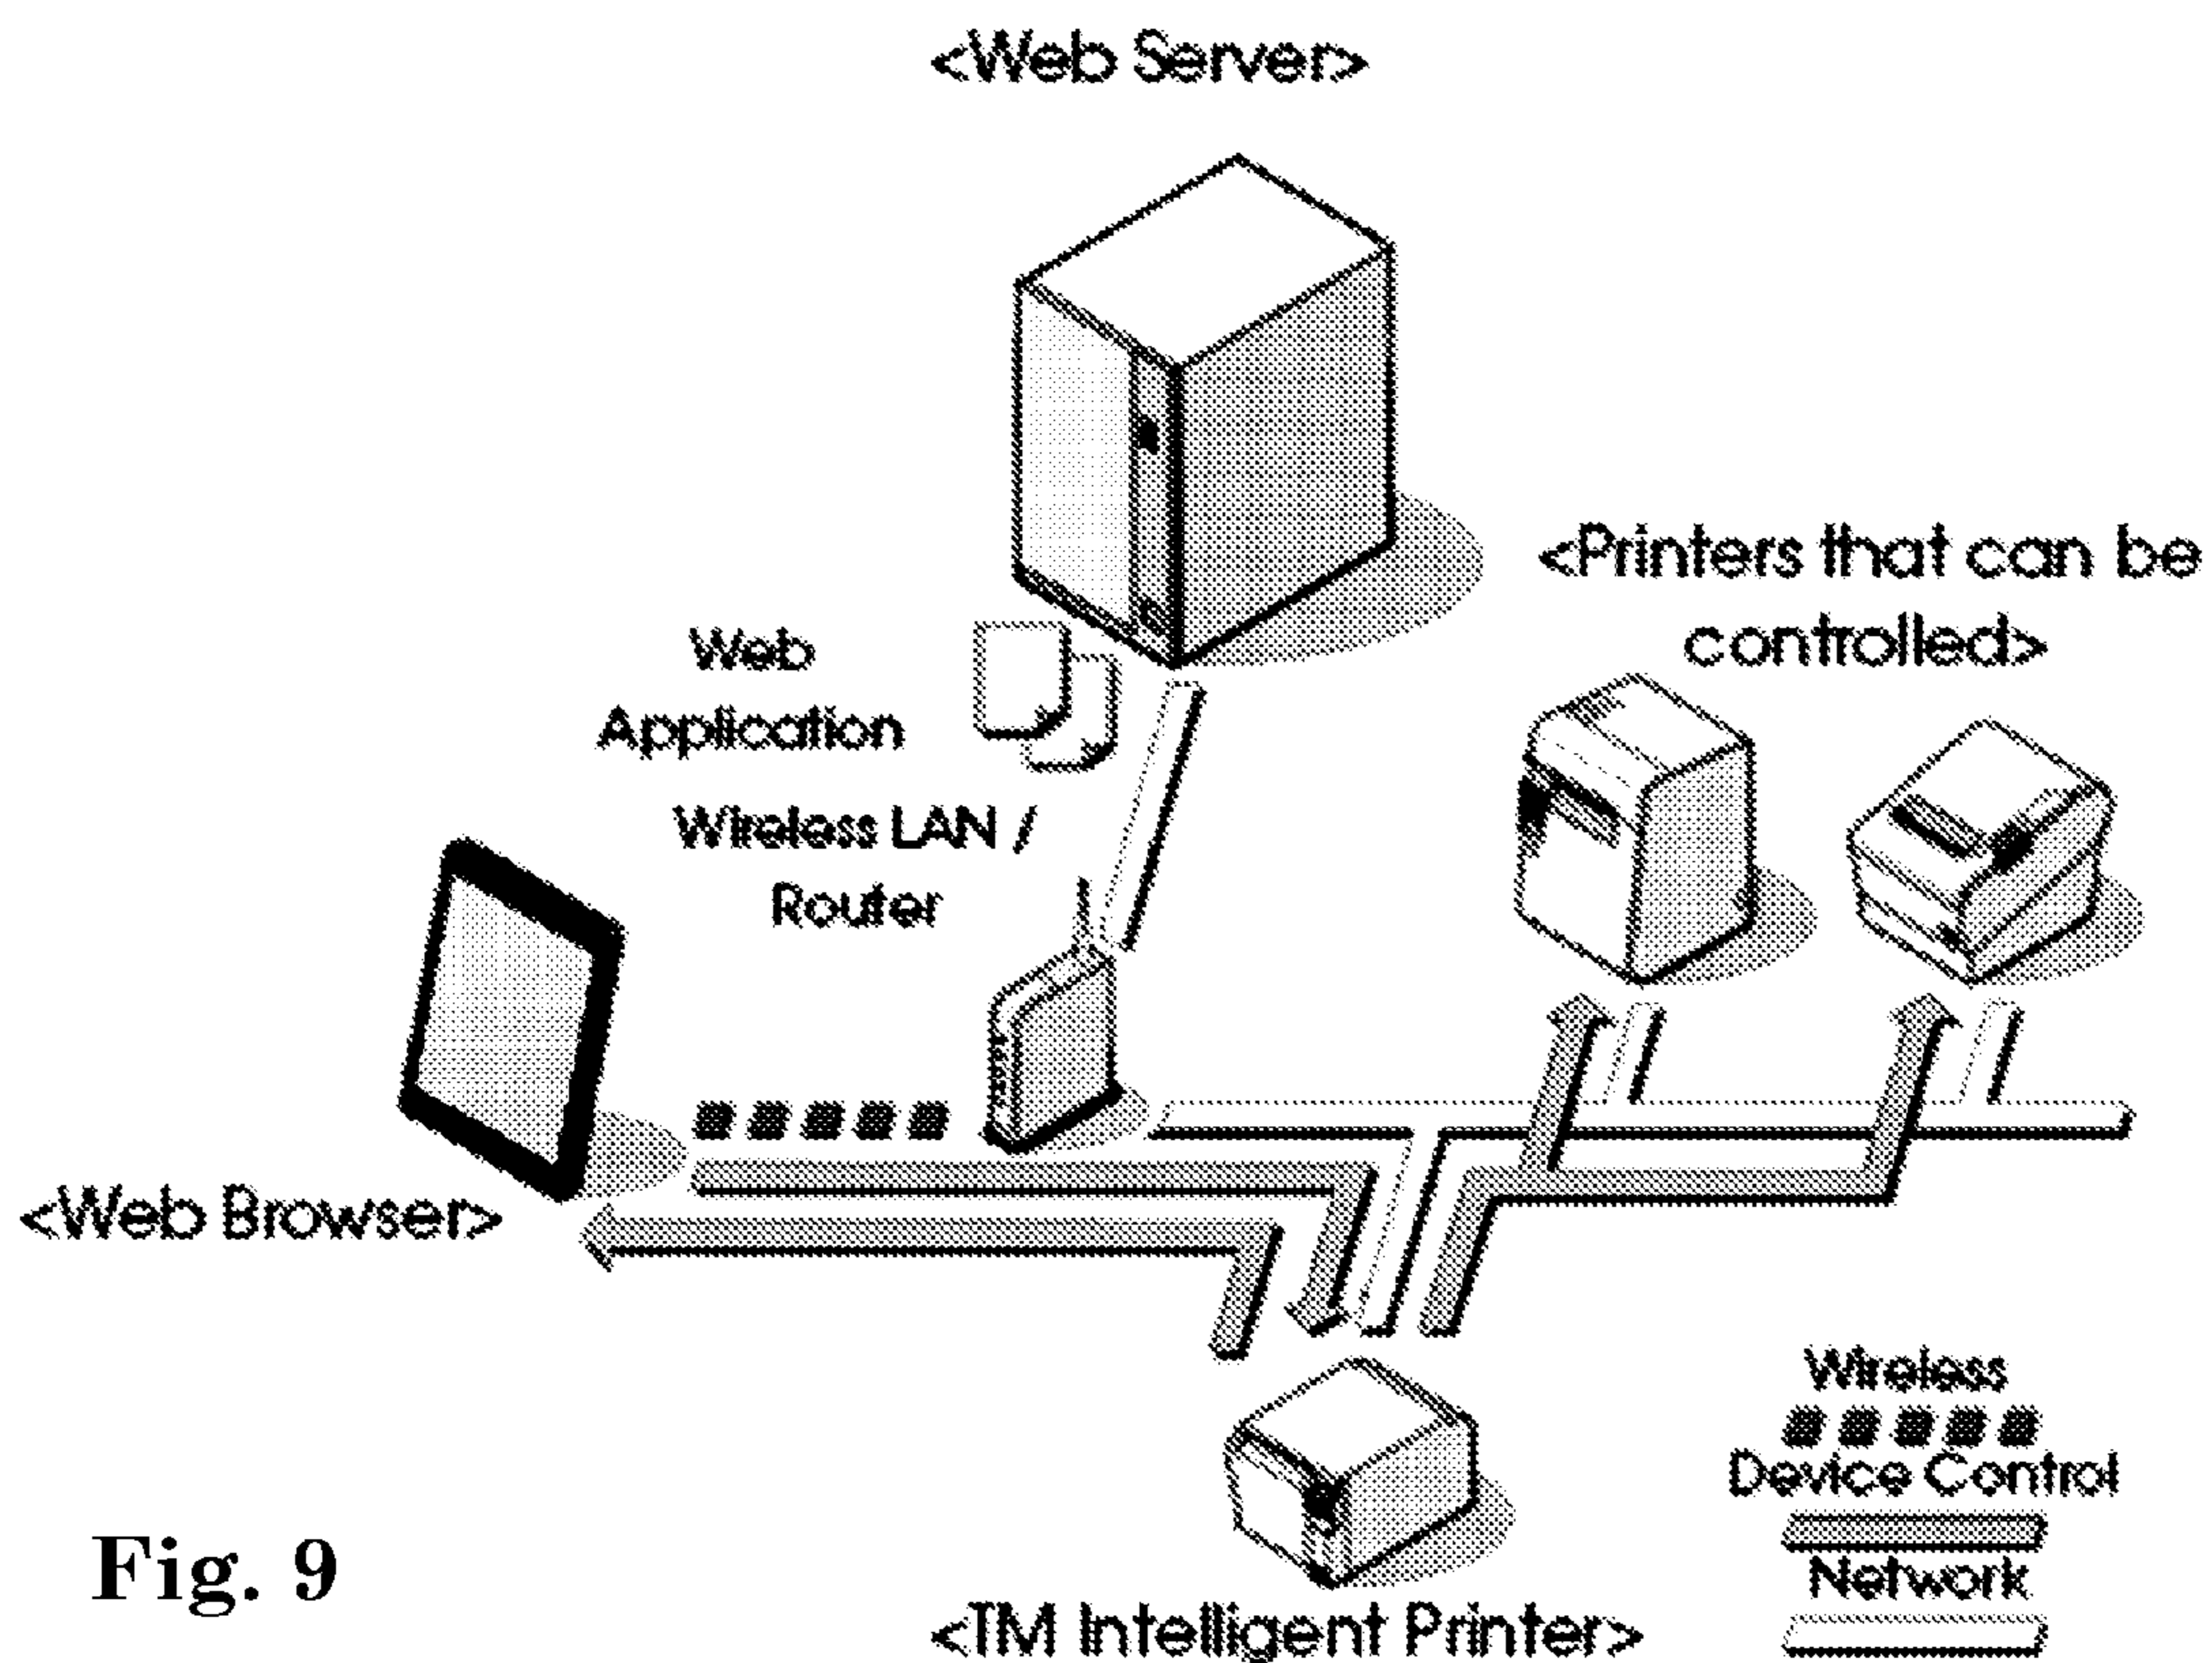 <Web Server>
<Printers that can be
controlled>
Web
Application
Wireless LAN /
Router
<Web Browser>
Wireless
Device Control
Network
<TM Intelligent Printer>
Fig. 9